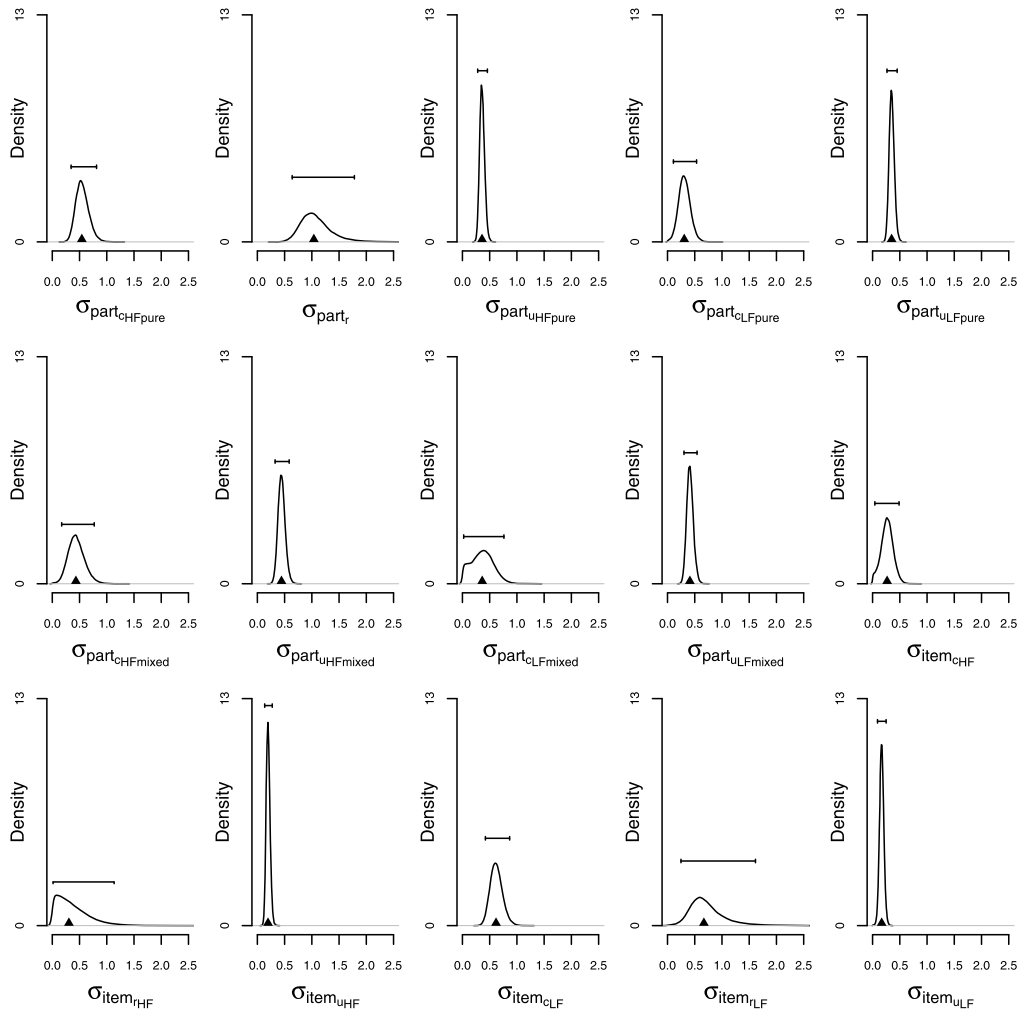 13 13 13 13 13
Density Density Density Density Density
0 0 0 0 0
0.0 0.5 1.0 1.5 2.0 2.5 0.0 0.5 1.0 1.5 2.0 2.5 0.0 0.5 1.0 1.5 2.0 2.5 0.0 0.5 1.0 1.5 2.0 2.5 0.0 0.5 1.0 1.5 2.0 2.5
σpartcHFpure σpartr σpartuHFpure σpartcLFpure σpartuLFpure
13 13 13 13 13
Density Density Density Density Density
0 0 0 0 0
0.0 0.5 1.0 1.5 2.0 2.5 0.0 0.5 1.0 1.5 2.0 2.5 0.0 0.5 1.0 1.5 2.0 2.5 0.0 0.5 1.0 1.5 2.0 2.5 0.0 0.5 1.0 1.5 2.0 2.5
σpartcHFmixed σpartuHFmixed σpartcLFmixed σpartuLFmixed σitemcHF
13 13 13 13 13
Density Density Density Density Density
0 0 0 0 0
0.0 0.5 1.0 1.5 2.0 2.5 0.0 0.5 1.0 1.5 2.0 2.5 0.0 0.5 1.0 1.5 2.0 2.5 0.0 0.5 1.0 1.5 2.0 2.5 0.0 0.5 1.0 1.5 2.0 2.5
σitemrHF σitemuHF σitemcLF σitemrLF σitemuLF